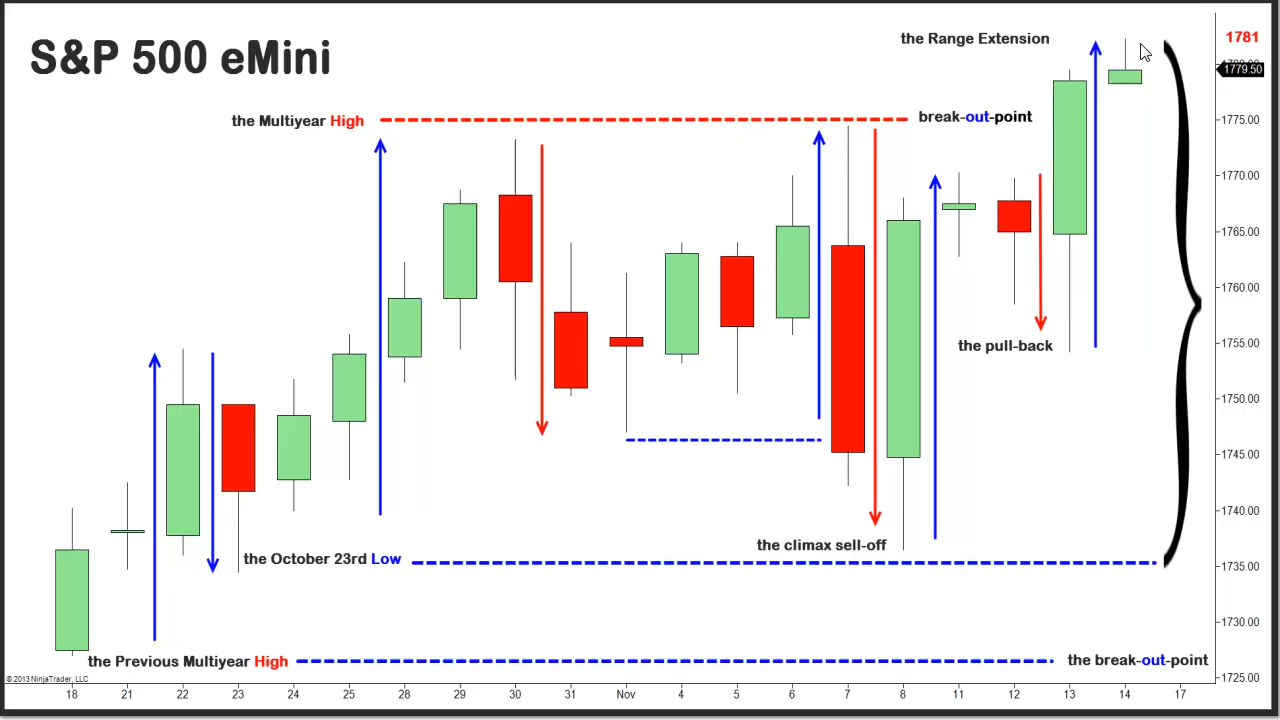 S&P 500 eMini
the Range Extension
1781
1779.50
the Multiyear High
break-out-point
1775.00
1770.00
1765.00
1760.00
the pull-back
1755.00
1750.00
1745.00
1740.00
the climax sell-off
the October 23rd Low
1735.00
1730.00
the Previous Multiyear High
the break-out-point
1725.00
© 2013 NinjaTrader, LLC
18 21 22 23 24 25 28 29 30 31 Nov 4 5 6 7 8 11 12 13 14 17